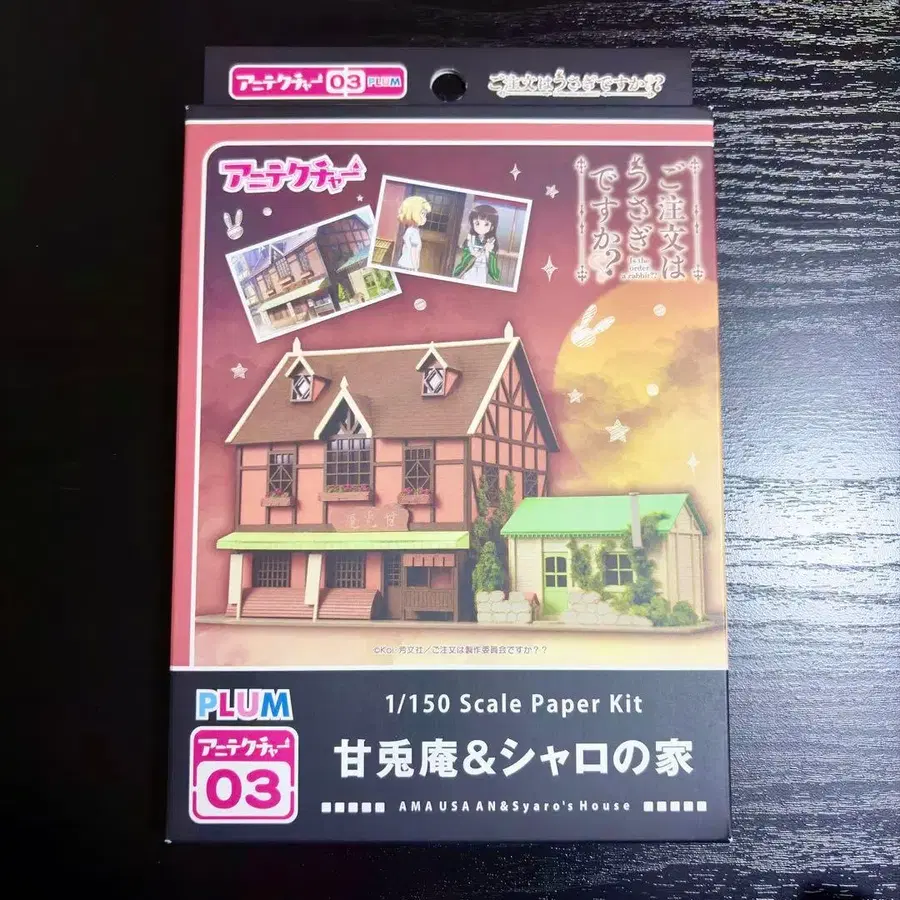 アニテクチャー 03 PLUM
ご注文はうさぎですか??
アニテクチャー
ご注文は
うさぎ
ですか?
Is the
order
a rabbit?
甘兎庵
©Koi・芳文社/ご注文は製作委員会ですか??
PLUM
1/150 Scale Paper Kit
アニテクチャー
03
甘兎庵&シャロの家
AMA USA AN&Syaro's House